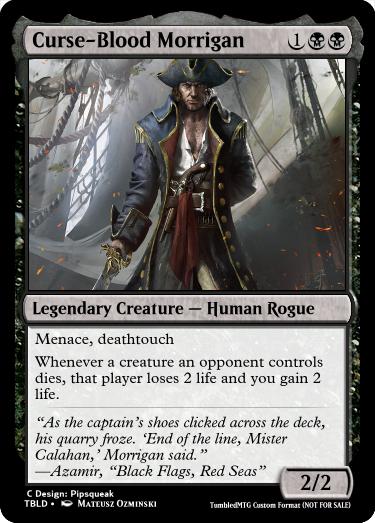 Curse-Blood Morrigan 1
Legendary Creature — Human Rogue
Menace, deathtouch
Whenever a creature an opponent controls
dies, that player loses 2 life and you gain 2
life.
“As the captain’s shoes clicked across the deck,
his quarry froze. ‘End of the line, Mister
Calahan,’ Morrigan said.”
—Azamir, “Black Flags, Red Seas”
2/2
C Design: Pipsqueak
TBLD • Mateusz Ozminski
TumbledMTG Custom Format (NOT FOR SALE)